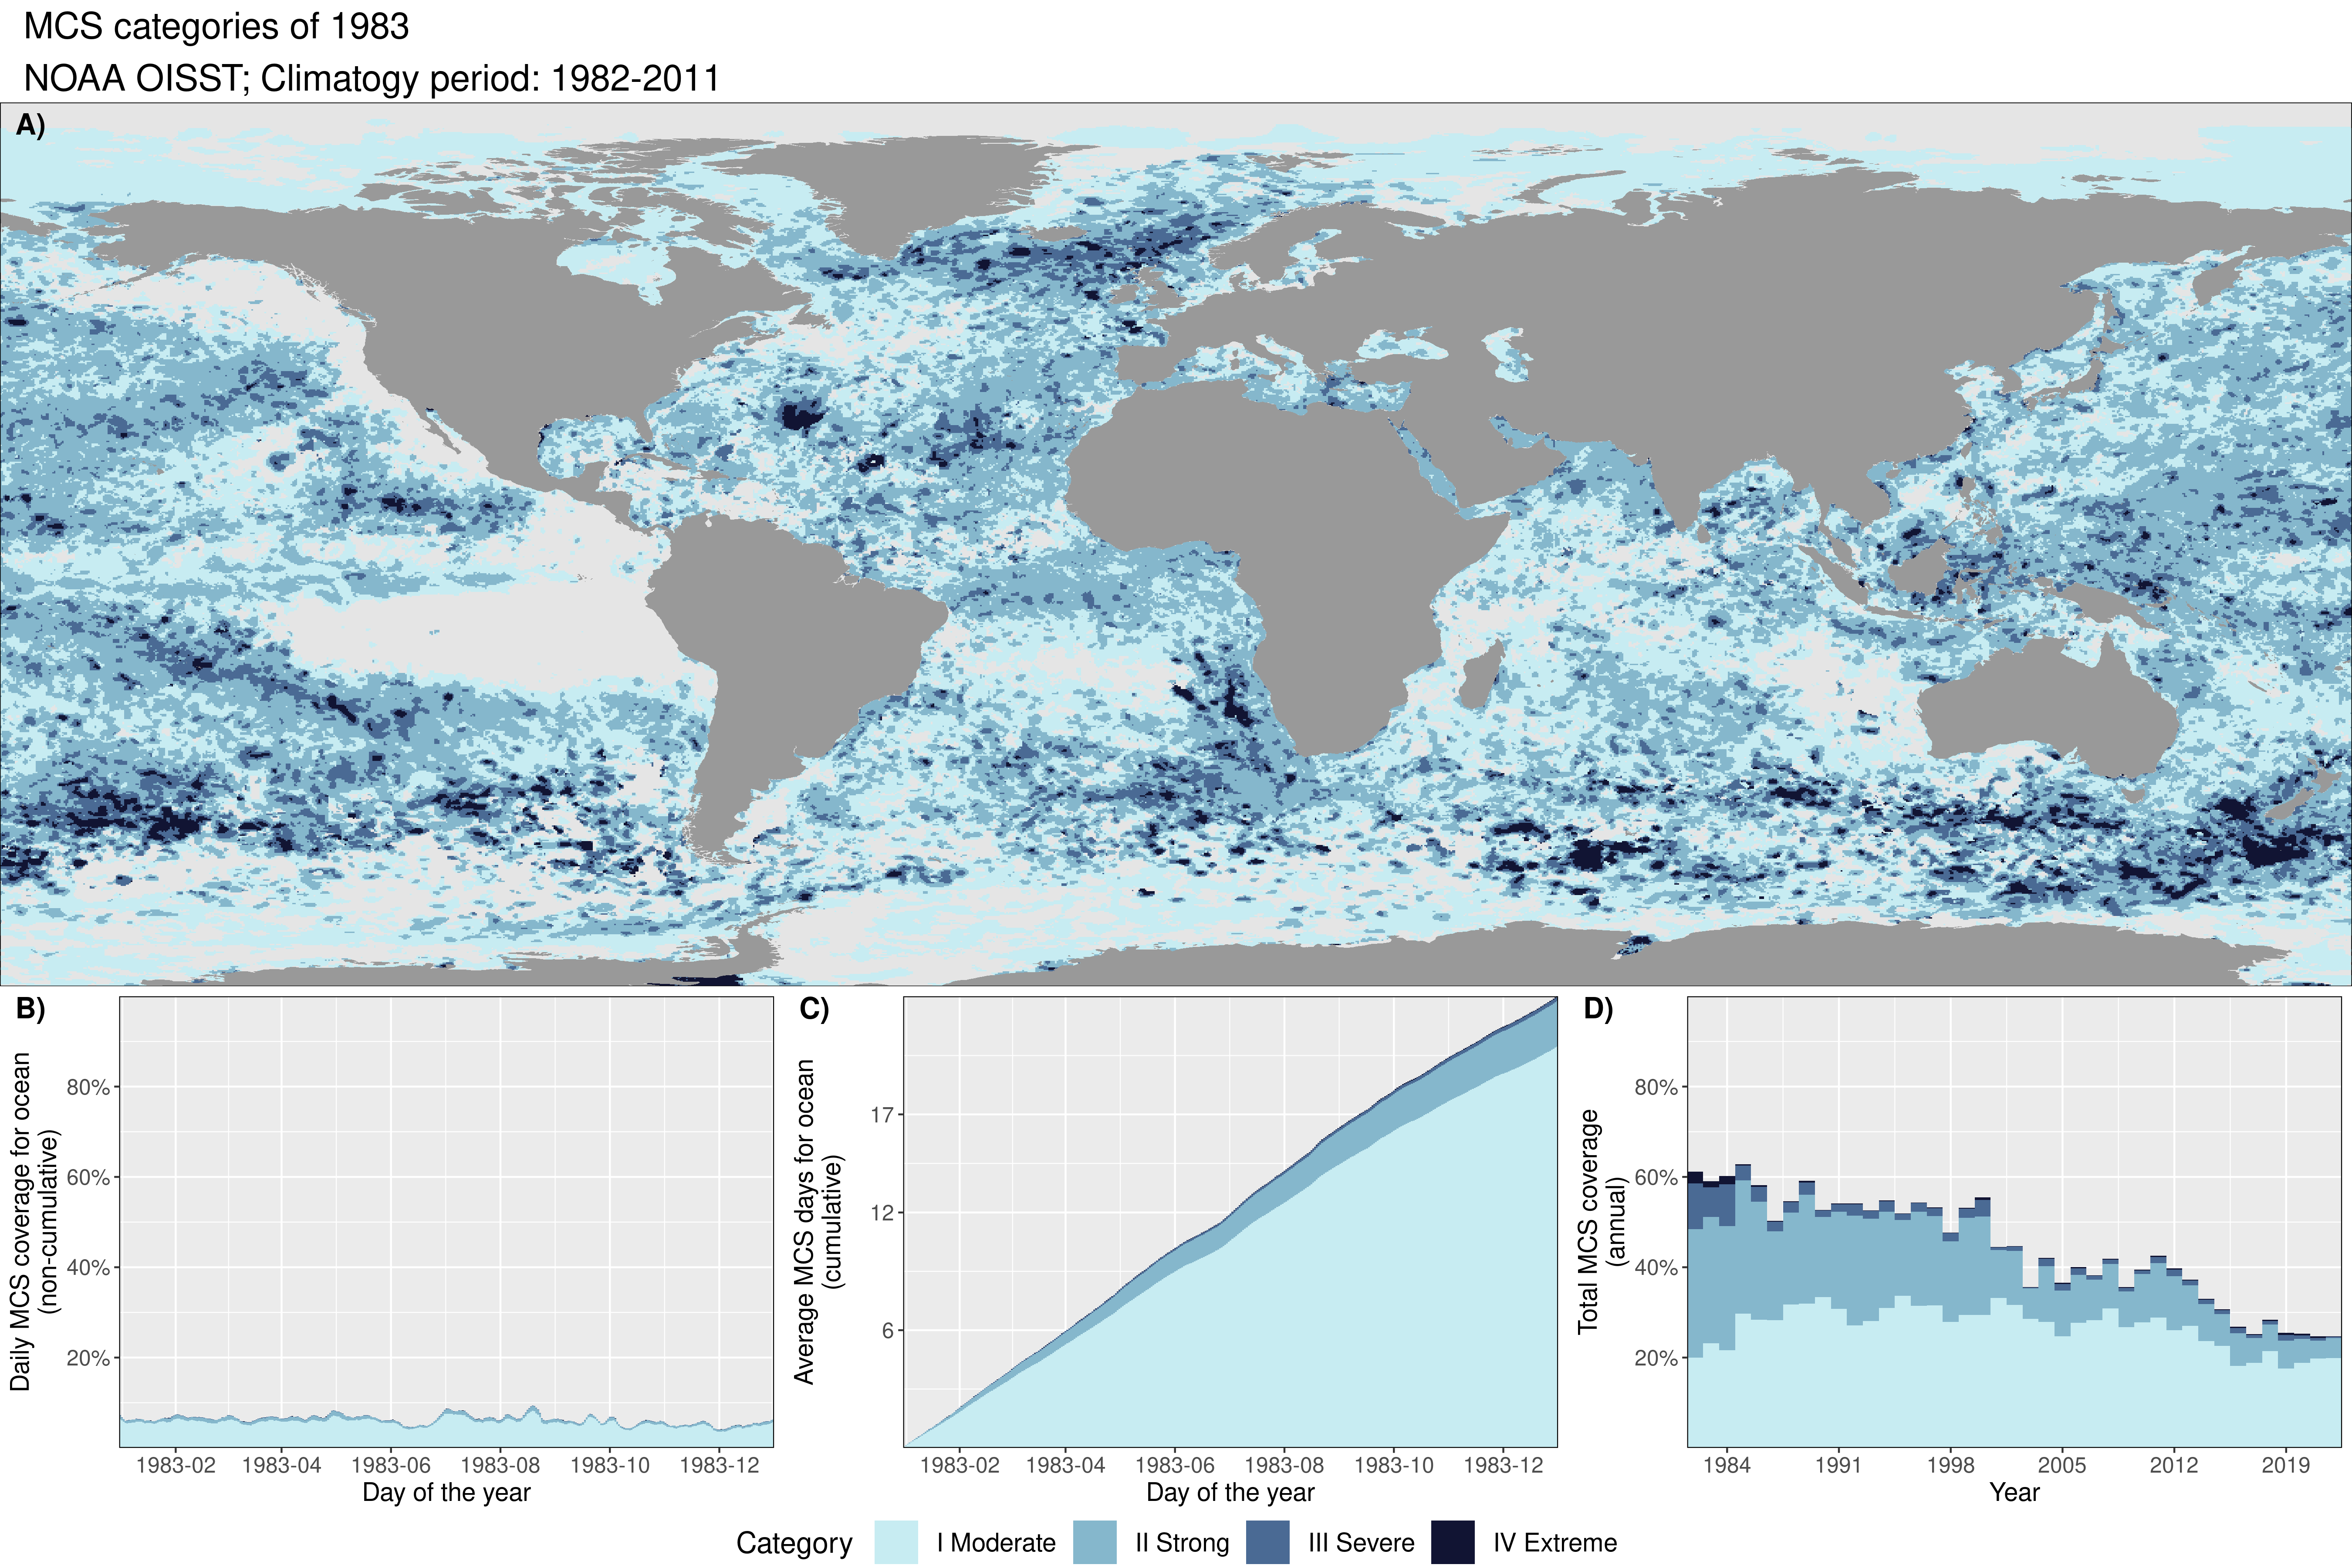 MCS categories of 1983
NOAA OISST; Climatogy period: 1982-2011
A)
B)
Daily MCS coverage for ocean
(non-cumulative)
80%
60%
40%
20%
1983-02 1983-04 1983-06 1983-08 1983-10 1983-12
Day of the year
C)
Average MCS days for ocean
(cumulative)
17
12
6
1983-02 1983-04 1983-06 1983-08 1983-10 1983-12
Day of the year
D)
Total MCS coverage
(annual)
80%
60%
40%
20%
1984 1991 1998 2005 2012 2019
Year
Category I Moderate II Strong III Severe IV Extreme